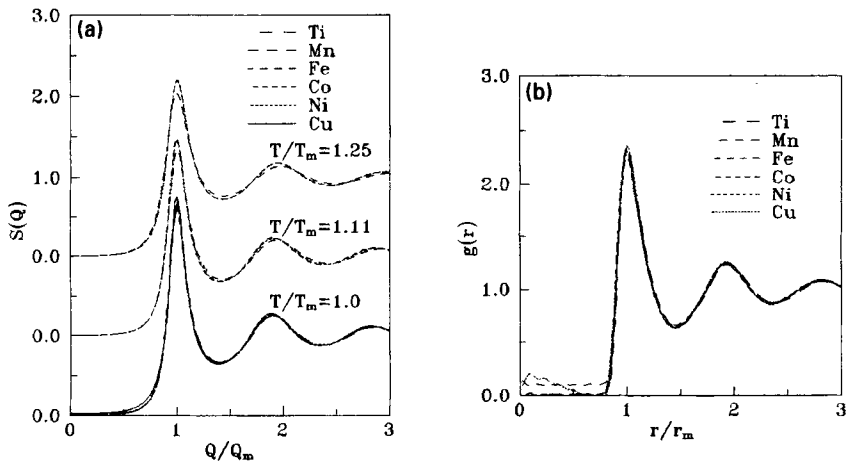 (a)
S(Q)
3.0
2.0
1.0
0.0
0.0
0.0
Ti
Mn
Fe
Co
Ni
Cu
T/Tm=1.25
T/Tm=1.11
T/Tm=1.0
0 1 2 3
Q/Qm
(b)
g(r)
3.0
2.0
1.0
0.0
Ti
Mn
Fe
Co
Ni
Cu
0 1 2 3
r/rm